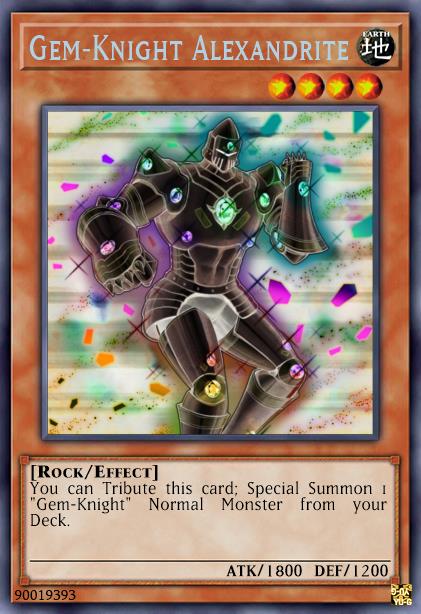 Gem-Knight Alexandrite
EARTH
地
[Rock/Effect]
You can Tribute this card; Special Summon 1
"Gem-Knight" Normal Monster from your
Deck.
ATK/1800 DEF/1200
90019393